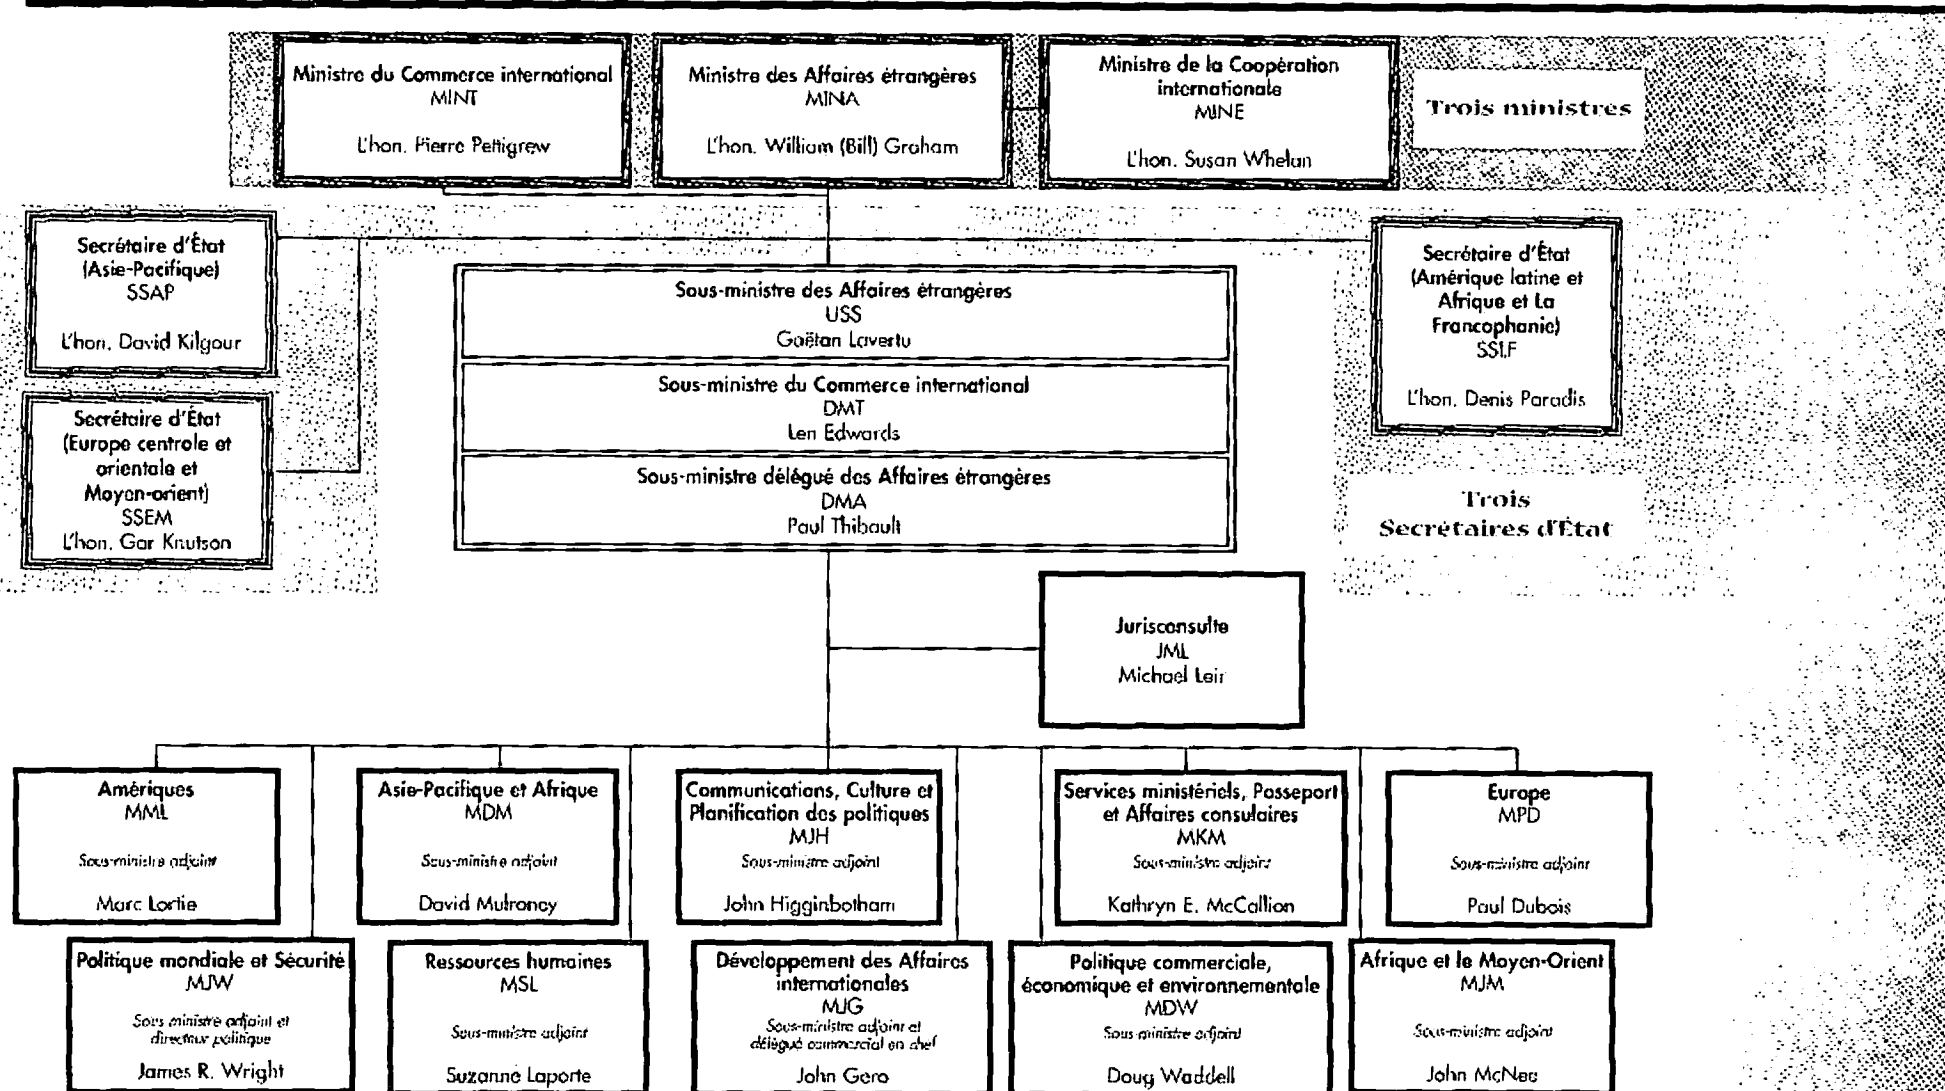 Ministre du Commerce international
MINT
L'hon. Pierre Pettigrew
Ministre des Affaires étrangères
MINA
L'hon. William (Bill) Graham
Ministre de la Coopération
internationale
MINE
L'hon. Susan Whelan
Trois ministres
Secrétaire d'État
(Asie-Pacifique)
SSAP
L'hon. David Kilgour
Secrétaire d'État
(Europe centrale et
orientale et
Moyen-orient)
SSEM
L'hon. Gar Knutson
Sous-ministre des Affaires étrangères
USS
Gaëtan Lavertu
Sous-ministre du Commerce international
DMT
Len Edwards
Sous-ministre délégué des Affaires étrangères
DMA
Paul Thibault
Secrétaire d'État
(Amérique latine et
Afrique et La
Francophonie)
SSLF
L'hon. Denis Paradis
Trois
Secrétaires d'État
Jurisconsulte
JML
Michael Leir
Amériques
MML
Sous-ministre adjoint
Marc Lortie
Asie-Pacifique et Afrique
MDM
Sous-ministre adjoint
David Mulroney
Communications, Culture et
Planification des politiques
MJH
Sous-ministre adjoint
John Higginbotham
Services ministériels, Passeport
et Affaires consulaires
MKM
Sous-ministre adjoint
Kathryn E. McCallion
Europe
MPD
Sous-ministre adjoint
Paul Dubois
Politique mondiale et Sécurité
MJW
Sous ministre adjoint et
directeur politique
James R. Wright
Ressources humaines
MSL
Sous-ministre adjoint
Suzanne Laporte
Développement des Affaires
internationales
MJG
Sous-ministre adjoint et
délégué commercial en chef
John Gero
Politique commerciale,
économique et environnementale
MDW
Sous ministre adjoint
Doug Waddell
Afrique et le Moyen-Orient
MJM
Sous-ministre adjoint
John McNee